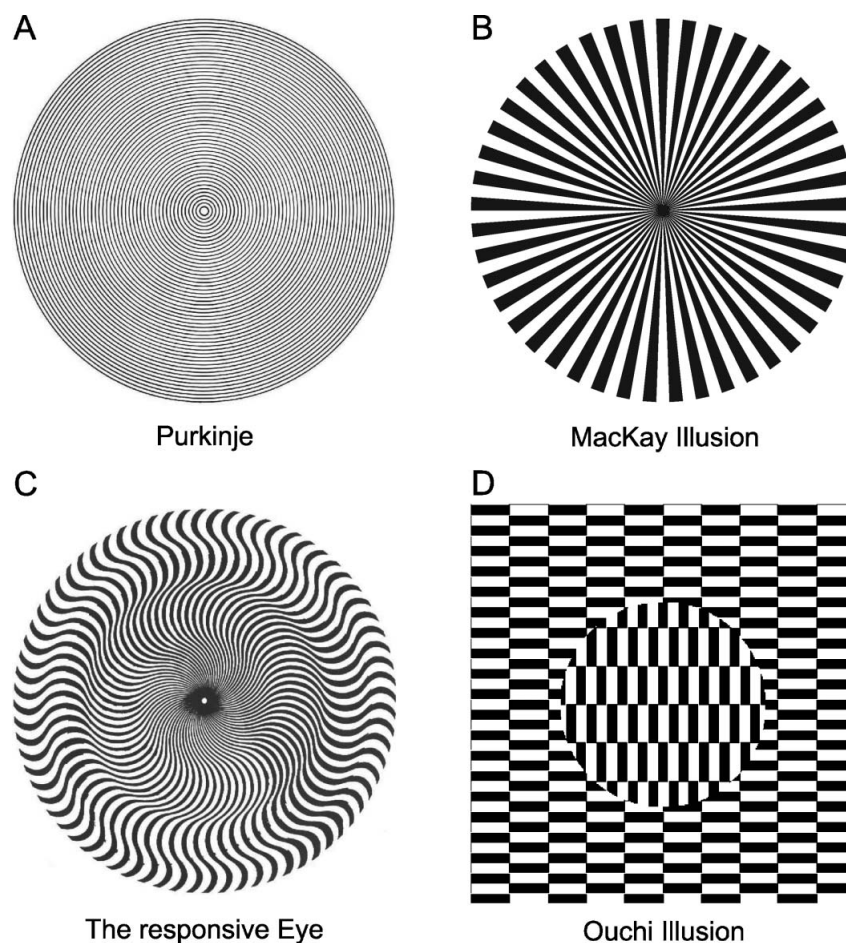 A
B
Purkinje
MacKay Illusion
C
D
The responsive Eye
Ouchi Illusion